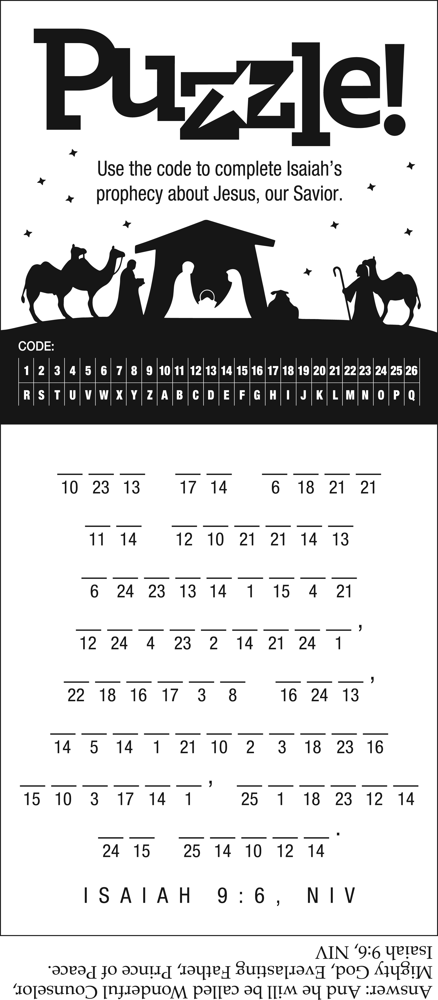 Puzzle!
Use the code to complete Isaiah's
prophecy about Jesus, our Savior.
CODE:
1 2 3 4 5 6 7 8 9 10 11 12 13 14 15 16 17 18 19 20 21 22 23 24 25 26
R S T U V W X Y Z A B C D E F G H I J K L M N O P Q
10 23 13 17 14 6 18 21 21
11 14 12 10 21 21 14 13
6 24 23 13 14 1 15 4 21
12 24 4 23 2 14 21 24 1 ,
22 18 16 17 3 8 16 24 13 ,
14 5 14 1 21 10 2 3 18 23 16
15 10 3 17 14 1 , 25 1 18 23 12 14
24 15 25 14 10 12 14 .
ISAIAH 9:6, NIV
Answer: And he will be called Wonderful Counselor,
Mighty God, Everlasting Father, Prince of Peace.
Isaiah 9:6, NIV